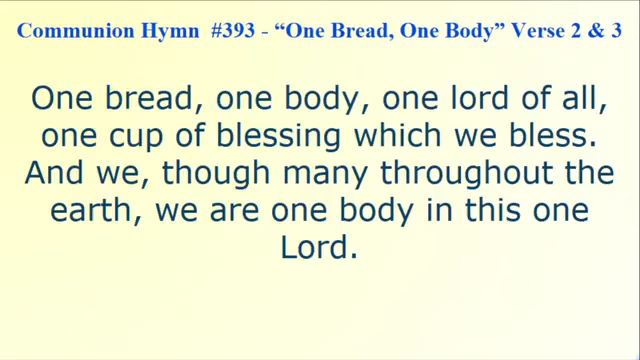 Communion Hymn  #393 - “One Bread, One Body” Verse 2 & 3
One bread, one body, one lord of all,
one cup of blessing which we bless.
And we, though many throughout the
earth, we are one body in this one
Lord.